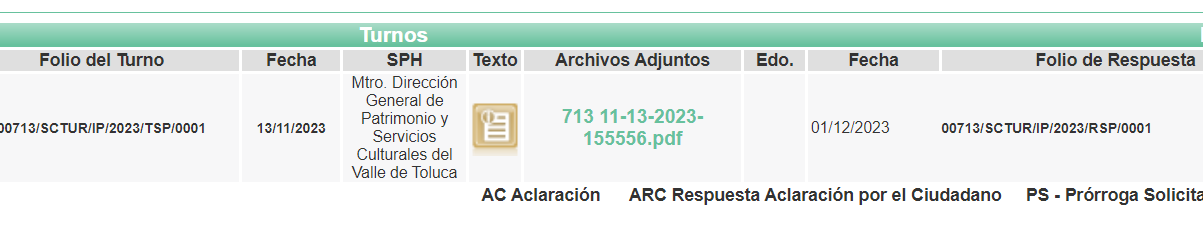 Turnos
Folio del Turno Fecha SPH Texto Archivos Adjuntos Edo. Fecha Folio de Respuesta
00713/SCTUR/IP/2023/TSP/0001 13/11/2023 Mtro. Dirección
General de
Patrimonio y
Servicios
Culturales del
Valle de Toluca
713 11-13-2023-
155556.pdf
01/12/2023 00713/SCTUR/IP/2023/RSP/0001
AC Aclaración ARC Respuesta Aclaración por el Ciudadano PS - Prórroga Solicita